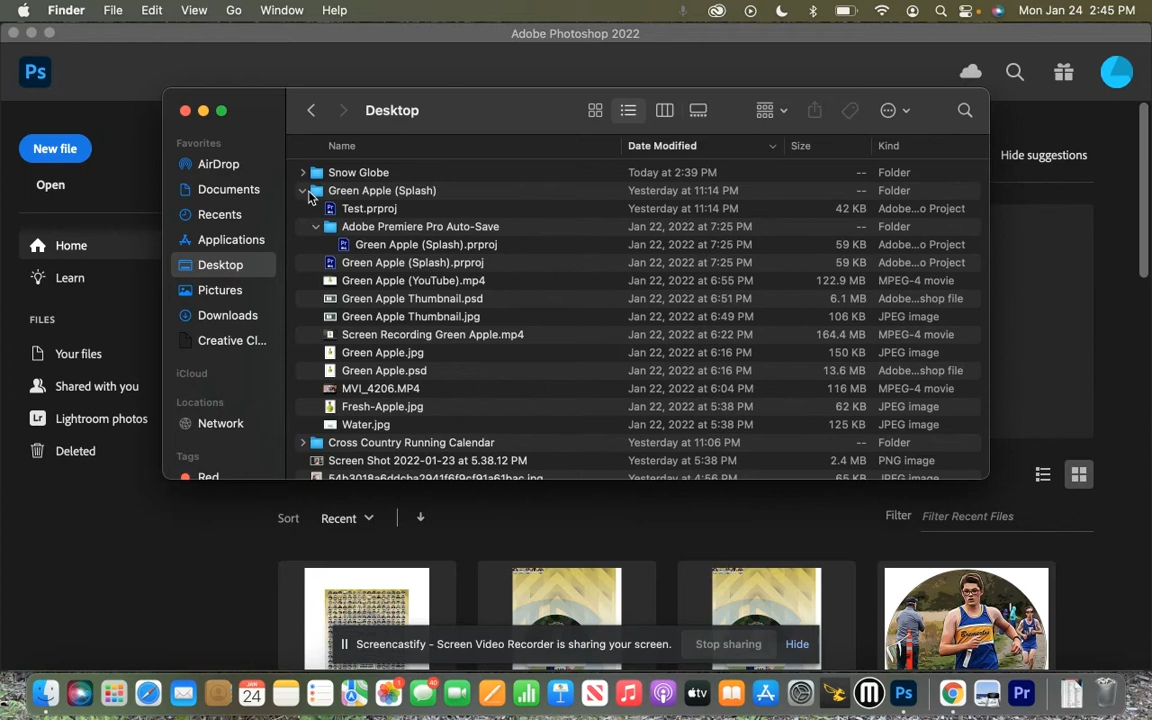 Finder File Edit View Go Window Help Mon Jan 24 2:45 PM
Adobe Photoshop 2022
Ps
New file
Open
Home
Learn
FILES
Your files
Shared with you
Lr Lightroom photos
Deleted
Hide suggestions
Desktop
Favorites
AirDrop
Documents
Recents
Applications
Desktop
Pictures
Downloads
Creative Cl...
iCloud
Locations
Network
Tags
Red
Name Date Modified Size Kind
Snow Globe Today at 2:39 PM -- Folder
Green Apple (Splash) Yesterday at 11:14 PM -- Folder
Test.prproj Yesterday at 11:14 PM 42 KB Adobe...o Project
Adobe Premiere Pro Auto-Save Jan 22, 2022 at 7:25 PM -- Folder
Green Apple (Splash).prproj Jan 22, 2022 at 7:25 PM 59 KB Adobe...o Project
Green Apple (Splash).prproj Jan 22, 2022 at 7:25 PM 59 KB Adobe...o Project
Green Apple (YouTube).mp4 Jan 22, 2022 at 6:55 PM 122.9 MB MPEG-4 movie
Green Apple Thumbnail.psd Jan 22, 2022 at 6:51 PM 6.1 MB Adobe...shop file
Green Apple Thumbnail.jpg Jan 22, 2022 at 6:49 PM 106 KB JPEG image
Screen Recording Green Apple.mp4 Jan 22, 2022 at 6:22 PM 164.4 MB MPEG-4 movie
Green Apple.jpg Jan 22, 2022 at 6:16 PM 150 KB JPEG image
Green Apple.psd Jan 22, 2022 at 6:16 PM 13.6 MB Adobe...shop file
MVI_4206.MP4 Jan 22, 2022 at 6:04 PM 116 MB MPEG-4 movie
Fresh-Apple.jpg Jan 22, 2022 at 5:38 PM 62 KB JPEG image
Water.jpg Jan 22, 2022 at 5:38 PM 125 KB JPEG image
Cross Country Running Calendar Yesterday at 11:06 PM -- Folder
Screen Shot 2022-01-23 at 5.38.12 PM Yesterday at 5:38 PM 2.4 MB PNG image
Yesterday at 4:56 PM 65 KB JPEG image
Sort Recent Filter Filter Recent Files
Screencastify - Screen Video Recorder is sharing your screen. Stop sharing Hide
JAN
24
1
40
Ps
Pr